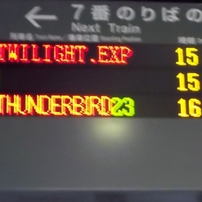 ← 7番のりばの
Next Train
TWILIGHT.EXP 15
15
THUNDERBIRD23 16